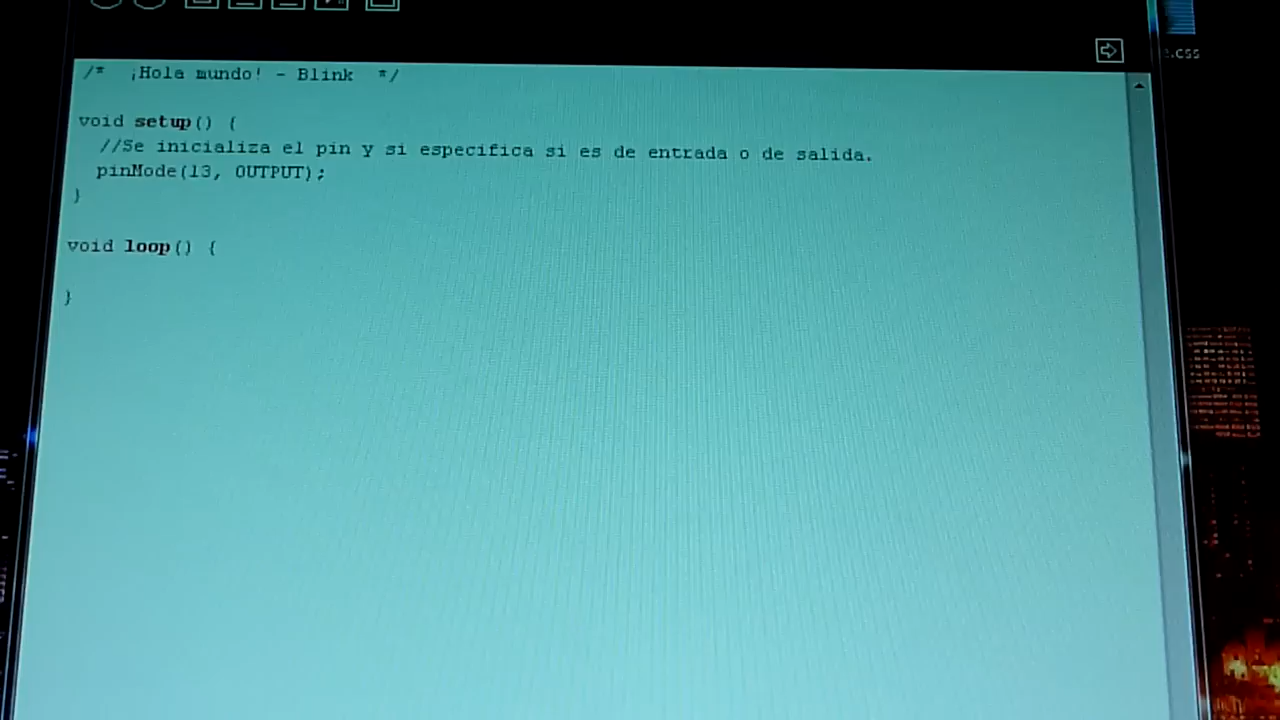 /*  ¡Hola mundo! - Blink  */
void setup() {
//Se inicializa el pin y si especifica si es de entrada o de salida.
pinMode(13, OUTPUT);
}
void loop() {
}
.css